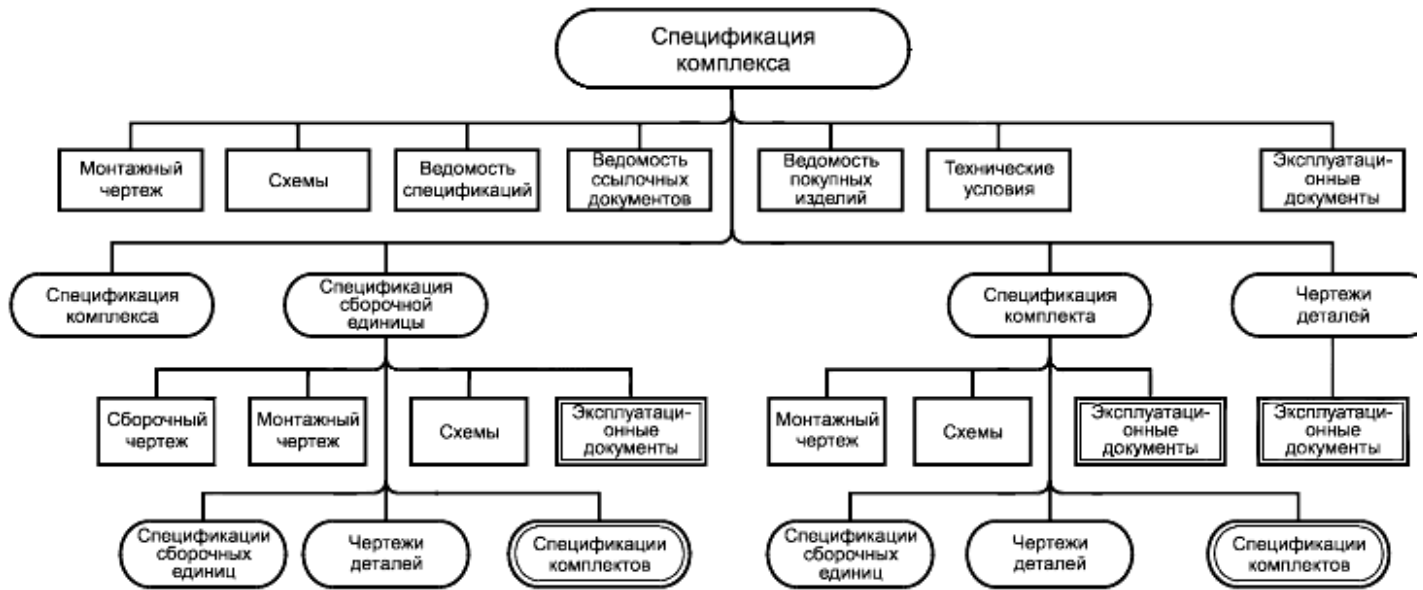 Спецификация
комплекса
Монтажный
чертеж
Схемы
Ведомость
спецификаций
Ведомость
ссылочных
документов
Ведомость
покупных
изделий
Технические
условия
Эксплуатаци-
онные
документы
Спецификация
комплекса
Спецификация
сборочной
единицы
Спецификация
комплекта
Чертежи
деталей
Сборочный
чертеж
Монтажный
чертеж
Схемы
Эксплуатаци-
онные
документы
Монтажный
чертеж
Схемы
Эксплуатаци-
онные
документы
Эксплуатаци-
онные
документы
Спецификации
сборочных
единиц
Чертежи
деталей
Спецификации
комплектов
Спецификации
сборочных
единиц
Чертежи
деталей
Спецификации
комплектов